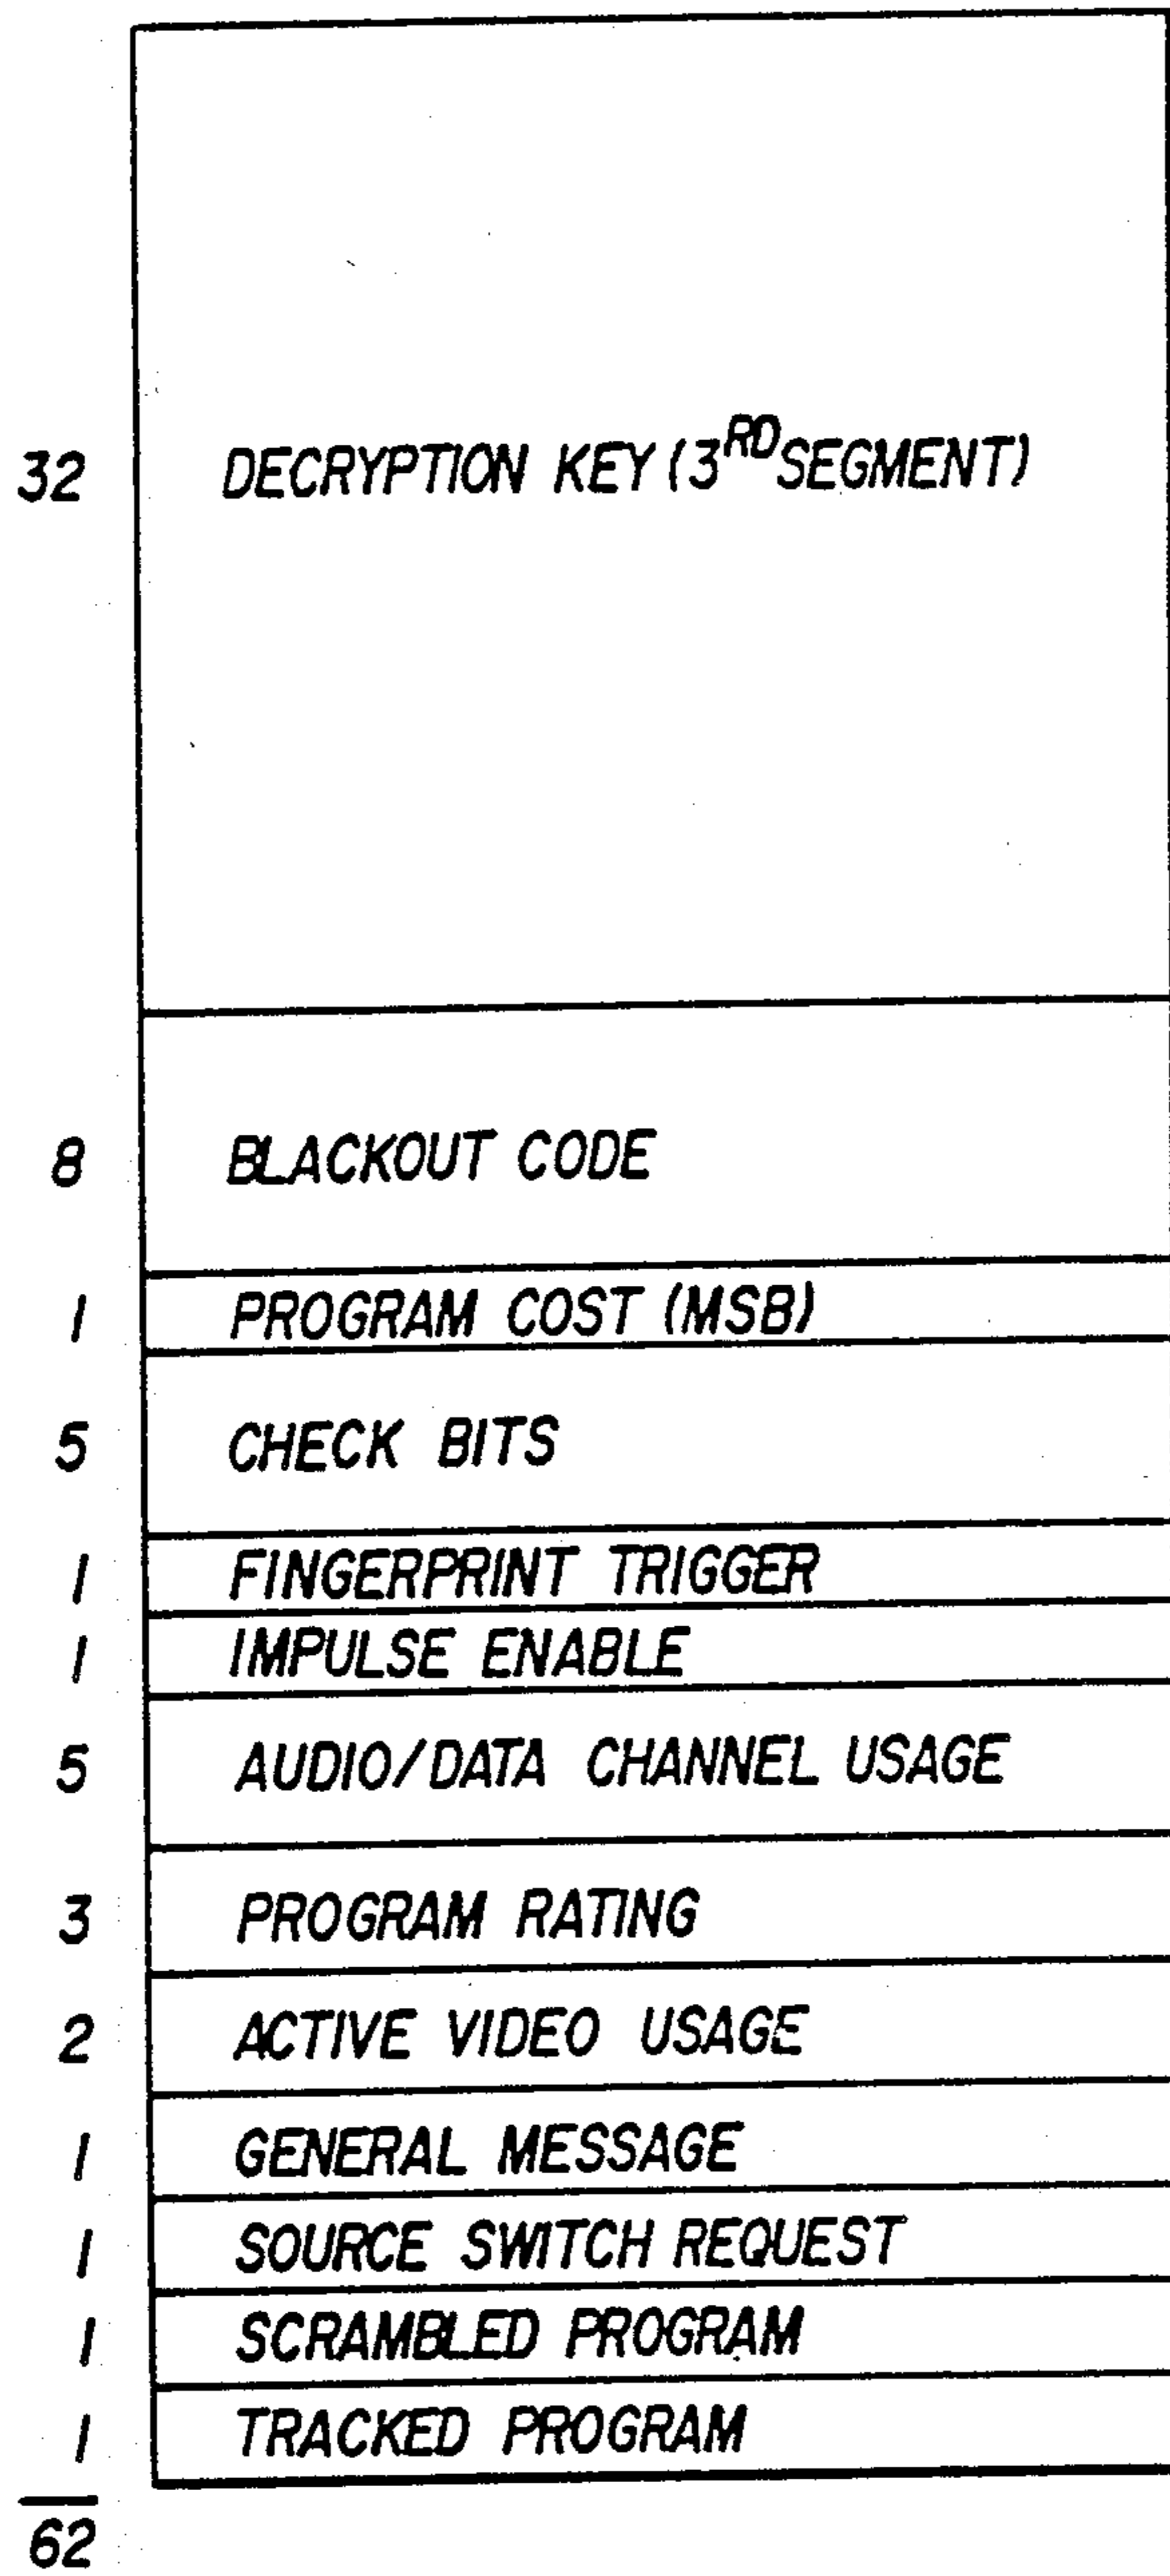 32 DECRYPTION KEY (3RD SEGMENT)
8 BLACKOUT CODE
1 PROGRAM COST (MSB)
5 CHECK BITS
1 FINGERPRINT TRIGGER
1 IMPULSE ENABLE
5 AUDIO/DATA CHANNEL USAGE
3 PROGRAM RATING
2 ACTIVE VIDEO USAGE
1 GENERAL MESSAGE
1 SOURCE SWITCH REQUEST
1 SCRAMBLED PROGRAM
1 TRACKED PROGRAM
62